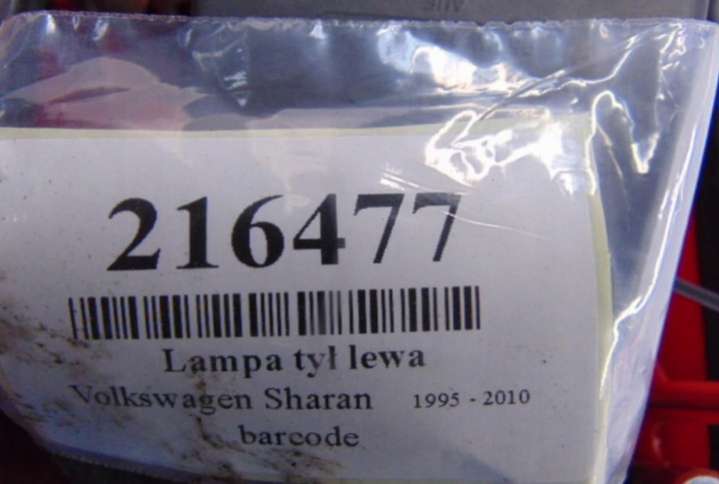 216477
Lampa tył lewa
Volkswagen Sharan 1995 - 2010
barcode